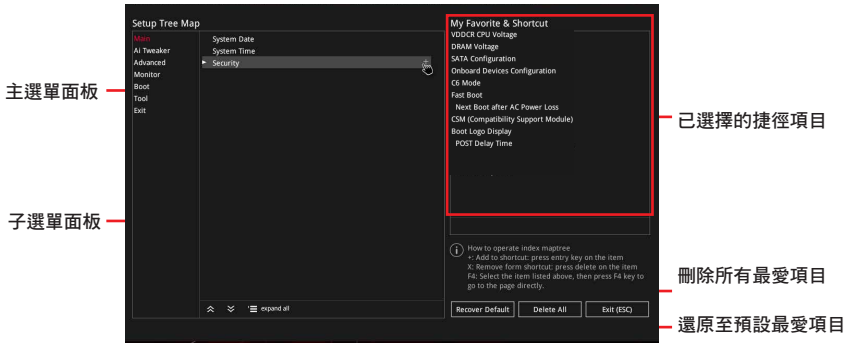 Setup Tree Map
Main
Ai Tweaker
Advanced
Monitor
Boot
Tool
Exit
System Date
System Time
Security
expand all
My Favorite & Shortcut
VDDCR CPU Voltage
DRAM Voltage
SATA Configuration
Onboard Devices Configuration
C6 Mode
Fast Boot
Next Boot after AC Power Loss
CSM (Compatibility Support Module)
Boot Logo Display
POST Delay Time
How to operate index maptree
+: Add to shortcut: press entry key on the item
X: Remove form shortcut: press delete on the item
F4: Select the item listed above, then press F4 key to
go to the page directly.
Recover Default
Delete All
Exit (ESC)
主選單面板
子選單面板
已選擇的捷徑項目
刪除所有最愛項目
還原至預設最愛項目